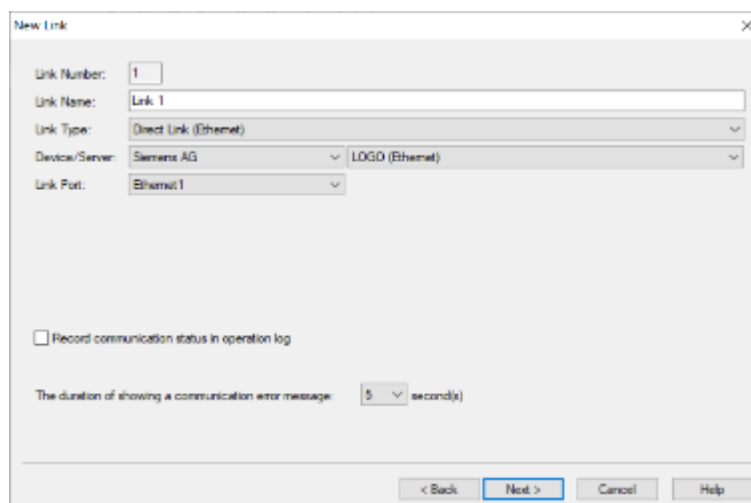 New Link
Link Number: 1
Link Name: Link 1
Link Type: Direct Link (Ethernet)
Device/Server: Siemens AG LOGO (Ethernet)
Link Port: Ethernet1
Record communication status in operation log
The duration of showing a communication error message: 5 second(s)
< Back Next > Cancel Help